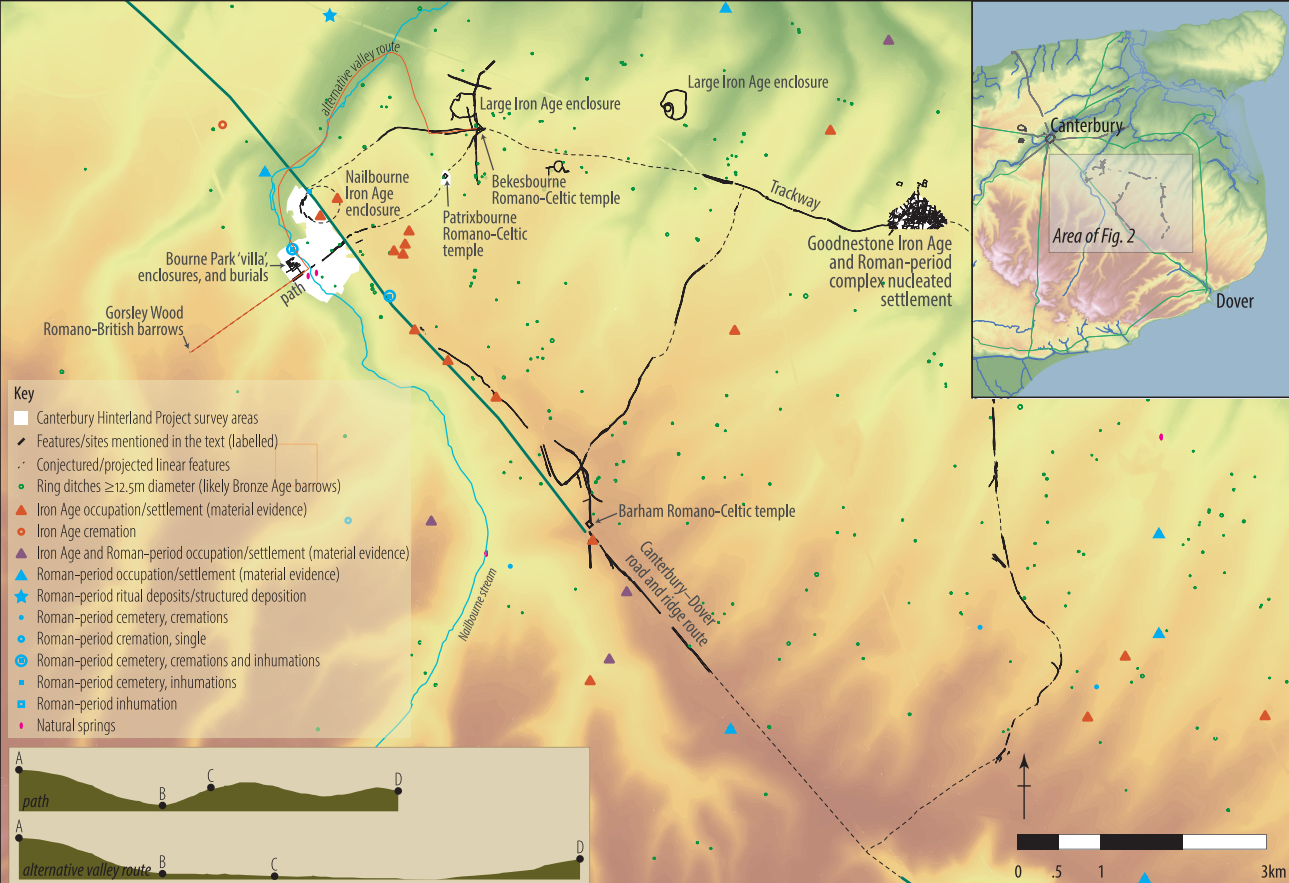 alternative valley route
Large Iron Age enclosure
Large Iron Age enclosure
Canterbury
Area of Fig. 2
Dover
Nailbourne
Iron Age
enclosure
Bekesbourne
Romano-Celtic temple
Patrixbourne
Romano-Celtic
temple
Trackway
Goodnestone Iron Age
and Roman-period
complex nucleated
settlement
Bourne Park ‘villa’,
enclosures, and burials
path
Gorsley Wood
Romano-British barrows
Barham Romano-Celtic temple
Canterbury–Dover
road and ridge route
Nailbourne stream
Key
Canterbury Hinterland Project survey areas
Features/sites mentioned in the text (labelled)
Conjectured/projected linear features
Ring ditches ≥12.5m diameter (likely Bronze Age barrows)
Iron Age occupation/settlement (material evidence)
Iron Age cremation
Iron Age and Roman-period occupation/settlement (material evidence)
Roman-period occupation/settlement (material evidence)
Roman-period ritual deposits/structured deposition
Roman-period cemetery, cremations
Roman-period cremation, single
Roman-period cemetery, cremations and inhumations
Roman-period cemetery, inhumations
Roman-period inhumation
Natural springs
A B C D
path
A B C D
alternative valley route
0 .5 1 3km